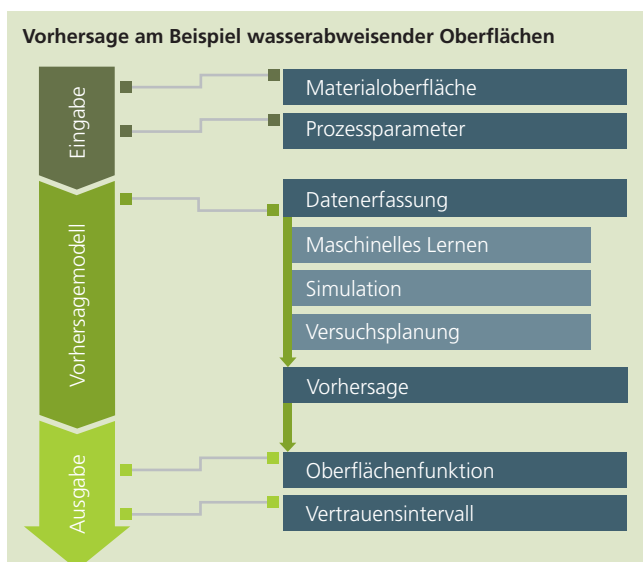 Vorhersage am Beispiel wasserabweisender Oberflächen
Eingabe
Materialoberfläche
Prozessparameter
Vorhersagemodell
Datenerfassung
Maschinelles Lernen
Simulation
Versuchsplanung
Vorhersage
Ausgabe
Oberflächenfunktion
Vertrauensintervall